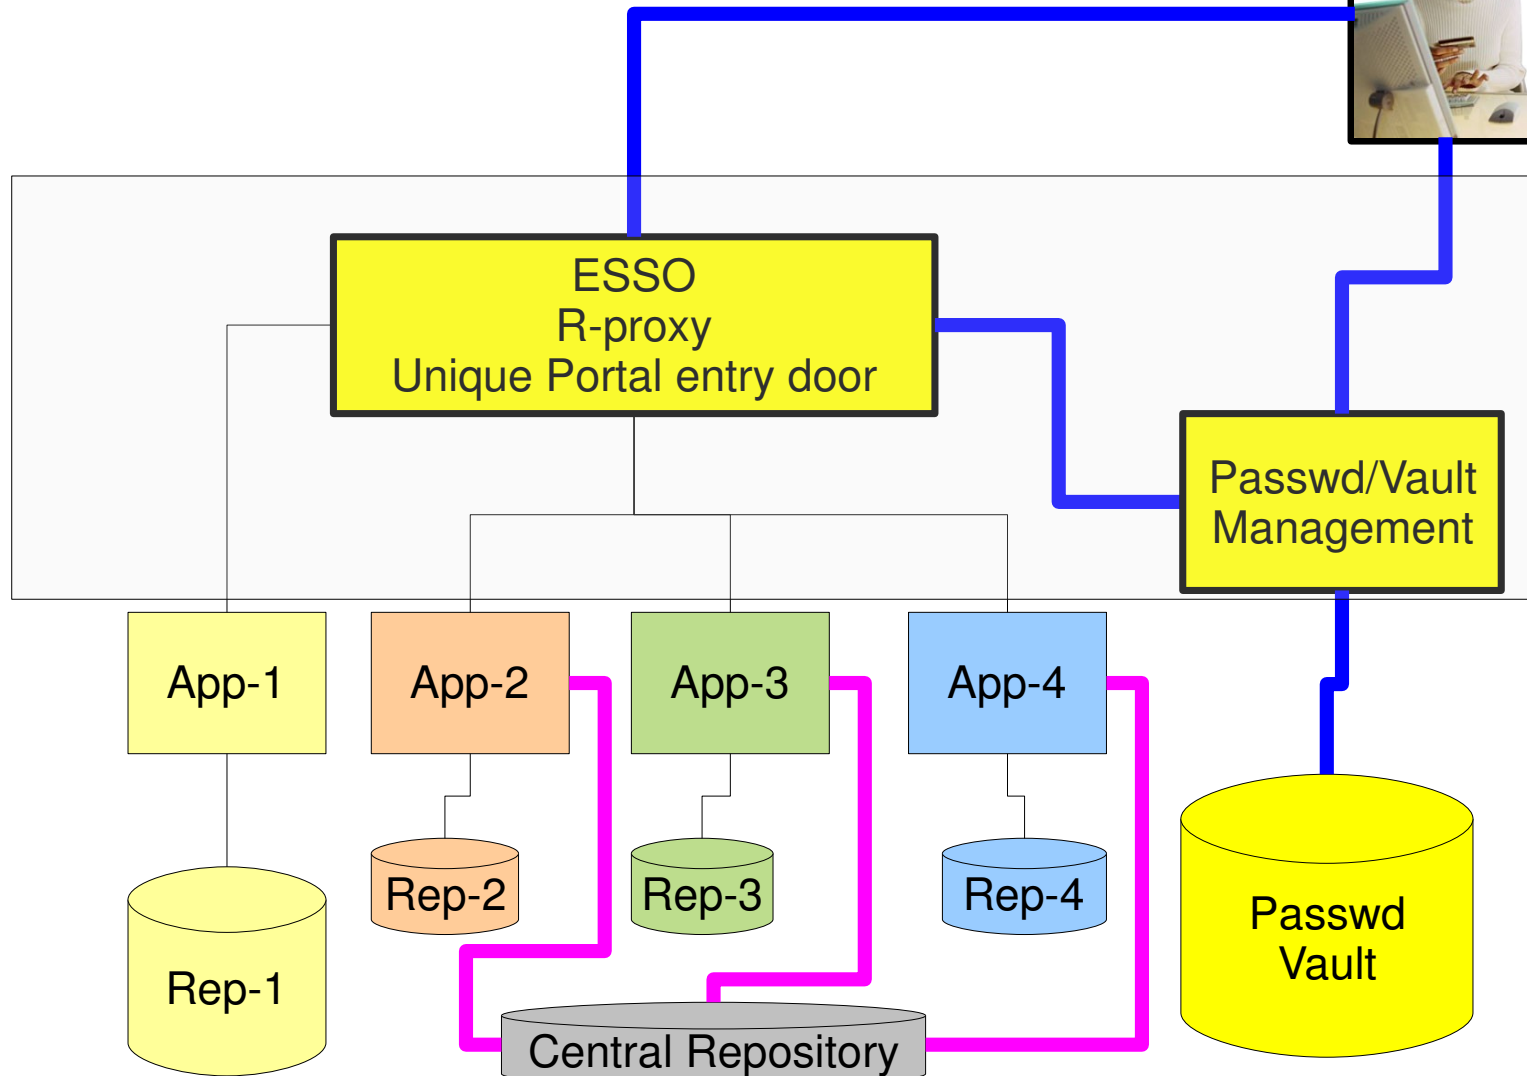 ESSO
R-proxy
Unique Portal entry door
Passwd/Vault
Management
App-1
App-2
App-3
App-4
Rep-1
Rep-2
Rep-3
Rep-4
Passwd
Vault
Central Repository